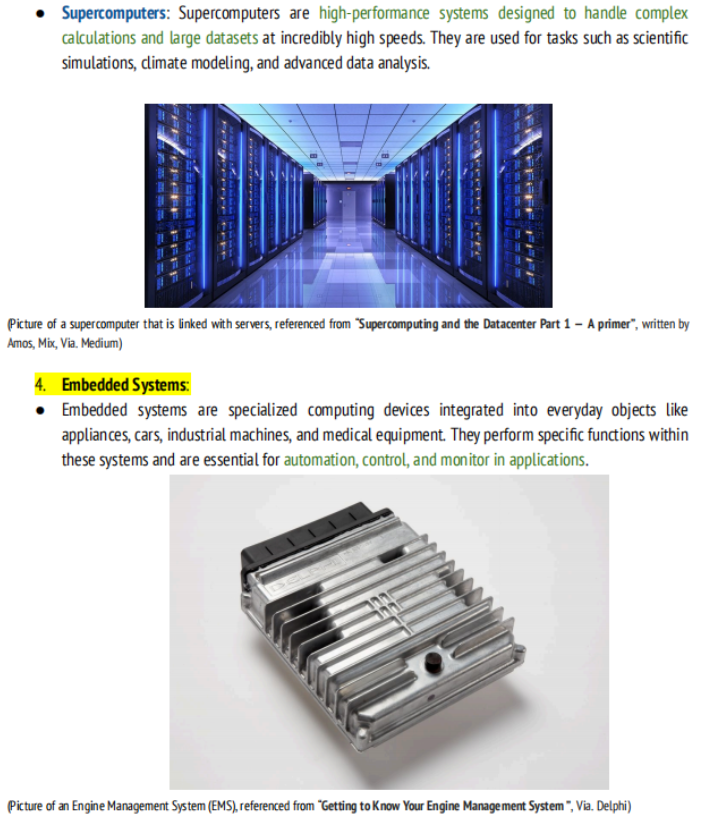 ● Supercomputers: Supercomputers are high-performance systems designed to handle complex
calculations and large datasets at incredibly high speeds. They are used for tasks such as scientific
simulations, climate modeling, and advanced data analysis.
(Picture of a supercomputer that is linked with servers, referenced from “Supercomputing and the Datacenter Part 1 – A primer”, written by
Amos, Mix, Via. Medium)
4. Embedded Systems:
● Embedded systems are specialized computing devices integrated into everyday objects like
appliances, cars, industrial machines, and medical equipment. They perform specific functions within
these systems and are essential for automation, control, and monitor in applications.
(Picture of an Engine Management System (EMS), referenced from “Getting to Know Your Engine Management System ”, Via. Delphi)